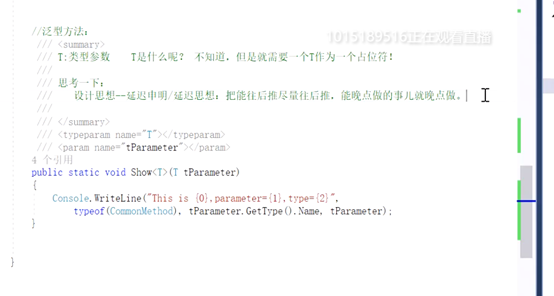 1015189516正在观看直播
//泛型方法：
/// <summary>
/// T:类型参数    T是什么呢？ 不知道，但是就需要一个T作为一个占位符！
///
/// 思考一下：
///    设计思想--延迟申明/延迟思想：把能往后推尽量往后推，能晚点做的事儿就晚点做。
///
/// </summary>
/// <typeparam name="T"></typeparam>
/// <param name="tParameter"></param>
4 个引用
public static void Show<T>(T tParameter)
{
Console.WriteLine("This is {0},parameter={1},type={2}",
typeof(CommonMethod), tParameter.GetType().Name, tParameter);
}
}